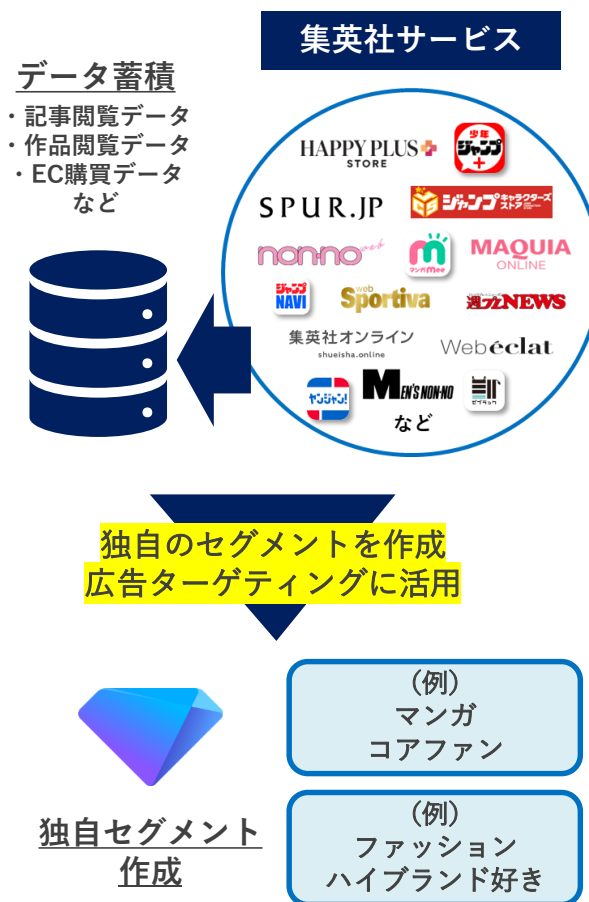 集英社サービス
データ蓄積
・記事閲覧データ
・作品閲覧データ
・EC購買データ
など
HAPPY PLUS
STORE
少年
ジャンプ
+
SPUR.JP
ジャンプキャラクターズ
ストア
non-no web
マンガMee
MAQUIA
ONLINE
ジャンプ
NAVI
web
Sportiva
週プレNEWS
集英社オンライン
shueisha.online
Web éclat
ヤンジャン!
MEN'S NON-NO
ゼブラック
など
独自のセグメントを作成
広告ターゲティングに活用
独自セグメント
作成
(例)
マンガ
コアファン
(例)
ファッション
ハイブランド好き